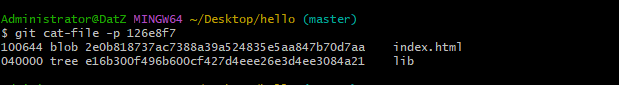 Administrator@DatZ MINGW64 ~/Desktop/hello (master)
$ git cat-file -p 126e8f7
100644 blob 2e0b818737ac7388a39a524835e5aa847b70d7aa    index.html
040000 tree e16b300f496b600cf427d4eee26e3d4ee3084a21    lib